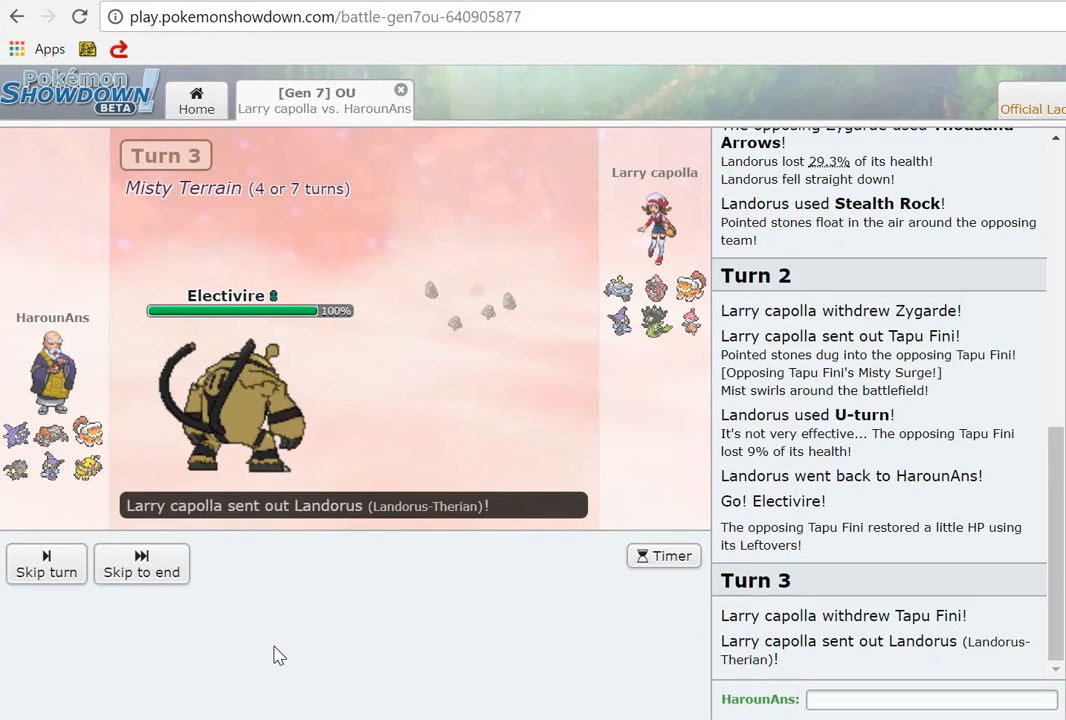 play.pokemonshowdown.com/battle-gen7ou-640905877
Apps
Pokémon
SHOWDOWN!
BETA
Home
[Gen 7] OU
Larry capolla vs. HarounAns
Official Lad
Turn 3
Misty Terrain (4 or 7 turns)
Electivire
100%
HarounAns
Larry capolla
Larry capolla sent out Landorus (Landorus-Therian)!
Skip turn
Skip to end
Timer
The opposing Zygarde used Thousand
Arrows!
Landorus lost 29.3% of its health!
Landorus fell straight down!
Landorus used Stealth Rock!
Pointed stones float in the air around the opposing
team!
Turn 2
Larry capolla withdrew Zygarde!
Larry capolla sent out Tapu Fini!
Pointed stones dug into the opposing Tapu Fini!
[Opposing Tapu Fini's Misty Surge!]
Mist swirls around the battlefield!
Landorus used U-turn!
It's not very effective... The opposing Tapu Fini
lost 9% of its health!
Landorus went back to HarounAns!
Go! Electivire!
The opposing Tapu Fini restored a little HP using
its Leftovers!
Turn 3
Larry capolla withdrew Tapu Fini!
Larry capolla sent out Landorus (Landorus-
Therian)!
HarounAns: